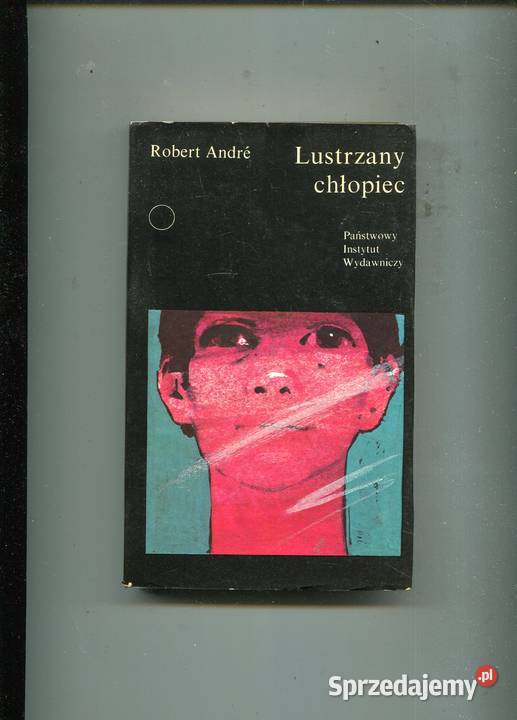 Robert André
Lustrzany
chłopiec
Państwowy
Instytut
Wydawniczy
Sprzedajemy.pl